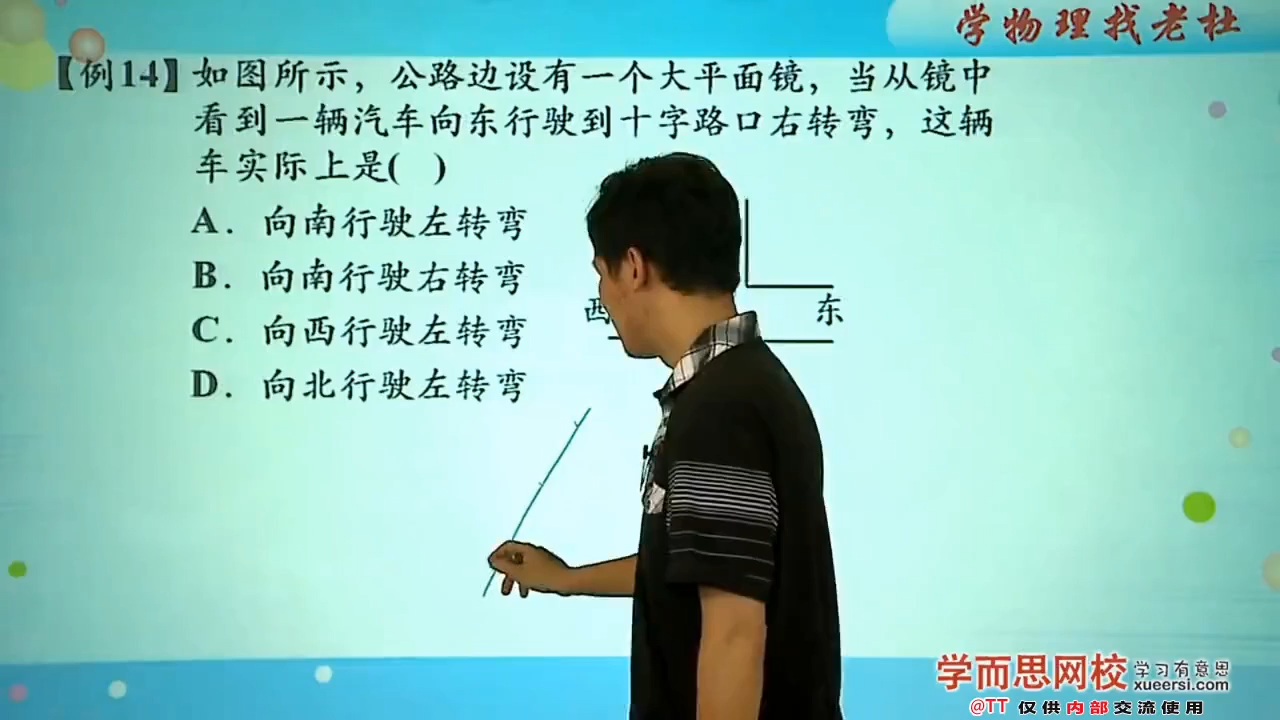 学物理找老杜
【例14】如图所示，公路边设有一个大平面镜，当从镜中
看到一辆汽车向东行驶到十字路口右转弯，这辆
车实际上是(  )
A．向南行驶左转弯
B．向南行驶右转弯
西
东
C．向西行驶左转弯
D．向北行驶左转弯
学而思网校 学习有意思
xueersi.com
@TT 仅供内部交流使用